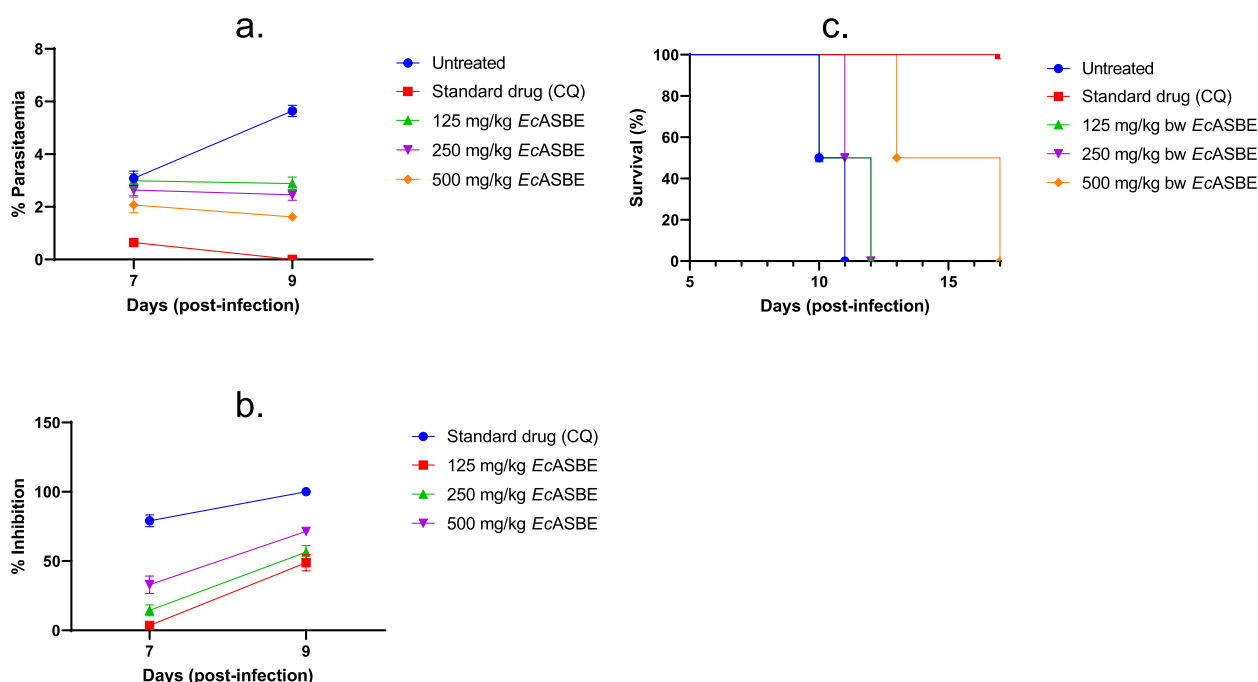 a.
8
6
4
2
0
% Parasitaemia
7
9
Days (post-infection)
Untreated
Standard drug (CQ)
125 mg/kg EcASBE
250 mg/kg EcASBE
500 mg/kg EcASBE
c.
100
80
60
40
20
0
Survival (%)
5
10
15
Days (post-infection)
Untreated
Standard drug (CQ)
125 mg/kg bw EcASBE
250 mg/kg bw EcASBE
500 mg/kg bw EcASBE
b.
150
100
50
0
% Inhibition
7
9
Days (post-infection)
Standard drug (CQ)
125 mg/kg EcASBE
250 mg/kg EcASBE
500 mg/kg EcASBE